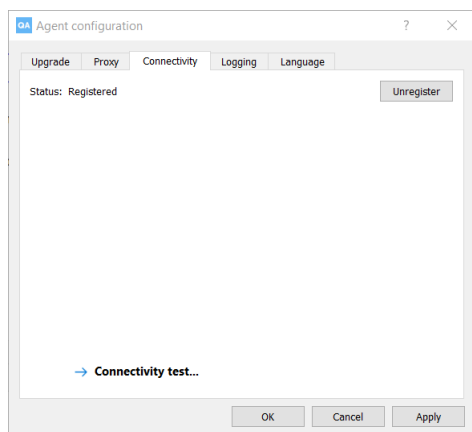 QA Agent configuration ? ×
Upgrade Proxy Connectivity Logging Language
Status: Registered Unregister
→ Connectivity test...
OK Cancel Apply